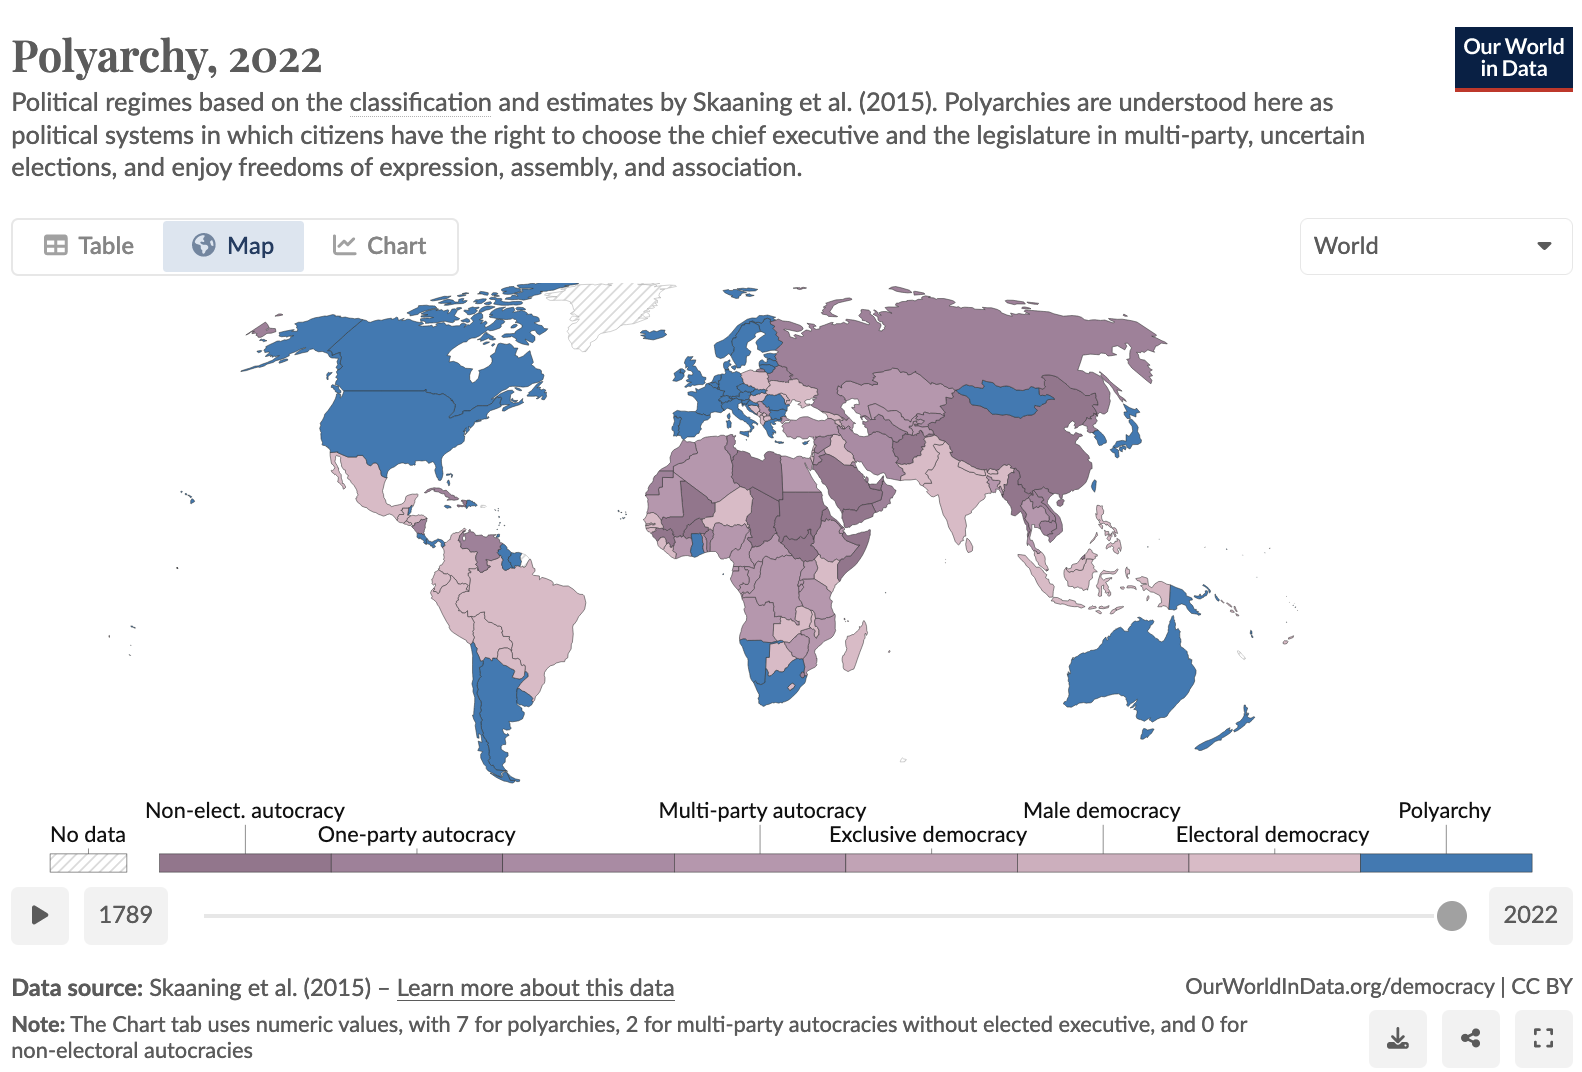 Polyarchy, 2022
Our World
in Data
Political regimes based on the classification and estimates by Skaaning et al. (2015). Polyarchies are understood here as
political systems in which citizens have the right to choose the chief executive and the legislature in multi-party, uncertain
elections, and enjoy freedoms of expression, assembly, and association.
Table
Map
Chart
World
Non-elect. autocracy
Multi-party autocracy
Male democracy
Polyarchy
No data
One-party autocracy
Exclusive democracy
Electoral democracy
1789
2022
Data source: Skaaning et al. (2015) – Learn more about this data
OurWorldInData.org/democracy | CC BY
Note: The Chart tab uses numeric values, with 7 for polyarchies, 2 for multi-party autocracies without elected executive, and 0 for
non-electoral autocracies